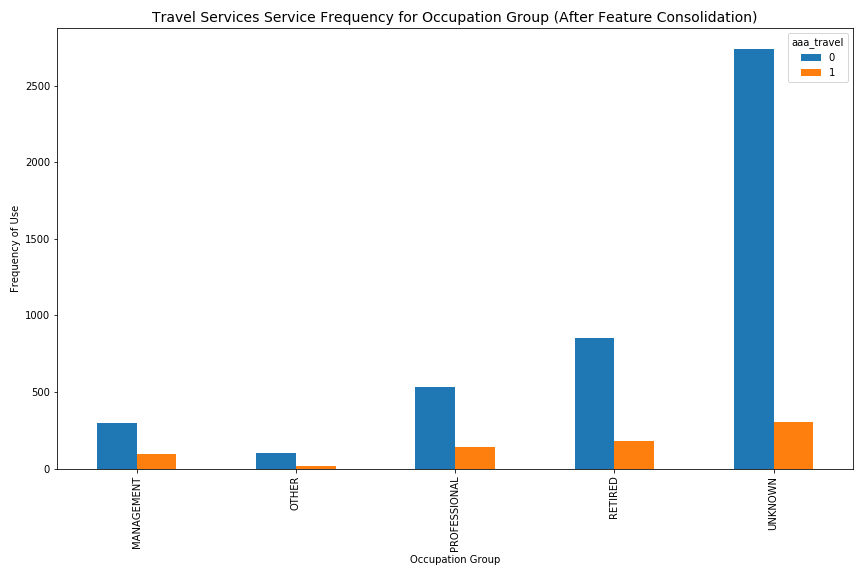 Travel Services Service Frequency for Occupation Group (After Feature Consolidation)
aaa_travel
0
1
2500
2000
1500
1000
500
0
Frequency of Use
MANAGEMENT
OTHER
PROFESSIONAL
RETIRED
UNKNOWN
Occupation Group